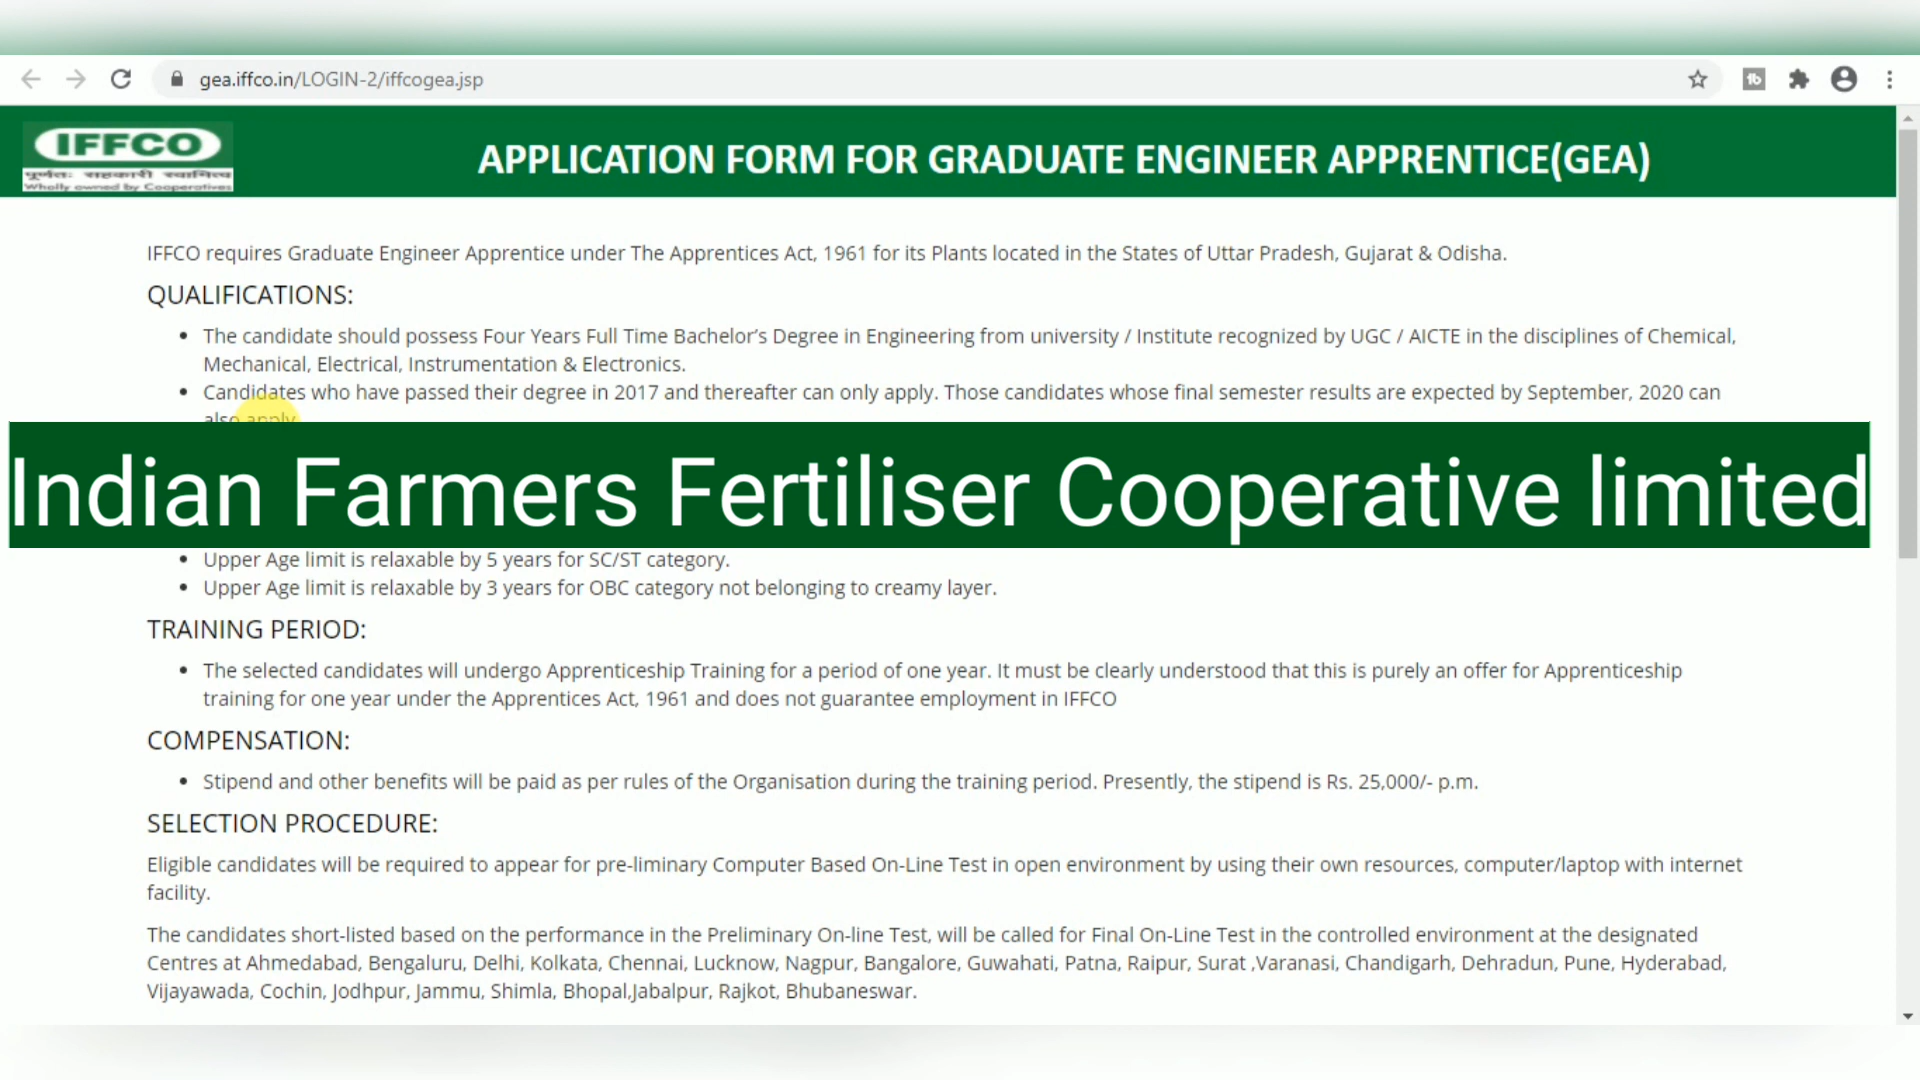 gea.iffco.in/LOGIN-2/iffcogea.jsp
IFFCO
पूर्णतः सहकारी स्वामित्व
Wholly owned by Cooperatives
APPLICATION FORM FOR GRADUATE ENGINEER APPRENTICE(GEA)
IFFCO requires Graduate Engineer Apprentice under The Apprentices Act, 1961 for its Plants located in the States of Uttar Pradesh, Gujarat & Odisha.
QUALIFICATIONS:
• The candidate should possess Four Years Full Time Bachelor’s Degree in Engineering from university / Institute recognized by UGC / AICTE in the disciplines of Chemical,
Mechanical, Electrical, Instrumentation & Electronics.
• Candidates who have passed their degree in 2017 and thereafter can only apply. Those candidates whose final semester results are expected by September, 2020 can
also apply
Indian Farmers Fertiliser Cooperative limited
• Upper Age limit is relaxable by 5 years for SC/ST category.
• Upper Age limit is relaxable by 3 years for OBC category not belonging to creamy layer.
TRAINING PERIOD:
• The selected candidates will undergo Apprenticeship Training for a period of one year. It must be clearly understood that this is purely an offer for Apprenticeship
training for one year under the Apprentices Act, 1961 and does not guarantee employment in IFFCO
COMPENSATION:
• Stipend and other benefits will be paid as per rules of the Organisation during the training period. Presently, the stipend is Rs. 25,000/- p.m.
SELECTION PROCEDURE:
Eligible candidates will be required to appear for pre-liminary Computer Based On-Line Test in open environment by using their own resources, computer/laptop with internet
facility.
The candidates short-listed based on the performance in the Preliminary On-line Test, will be called for Final On-Line Test in the controlled environment at the designated
Centres at Ahmedabad, Bengaluru, Delhi, Kolkata, Chennai, Lucknow, Nagpur, Bangalore, Guwahati, Patna, Raipur, Surat ,Varanasi, Chandigarh, Dehradun, Pune, Hyderabad,
Vijayawada, Cochin, Jodhpur, Jammu, Shimla, Bhopal,Jabalpur, Rajkot, Bhubaneswar.